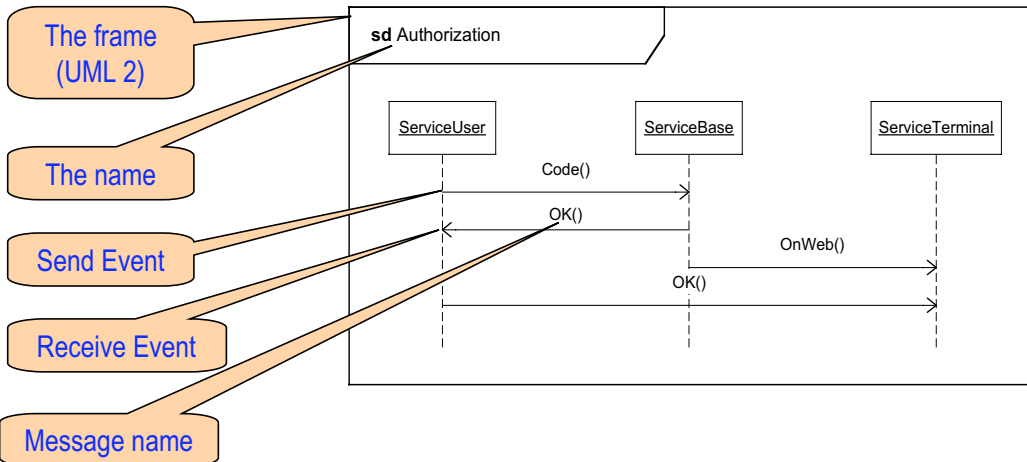 The frame
(UML 2)
sd Authorization
The name
ServiceUser
ServiceBase
ServiceTerminal
Code()
OK()
Send Event
OnWeb()
OK()
Receive Event
Message name